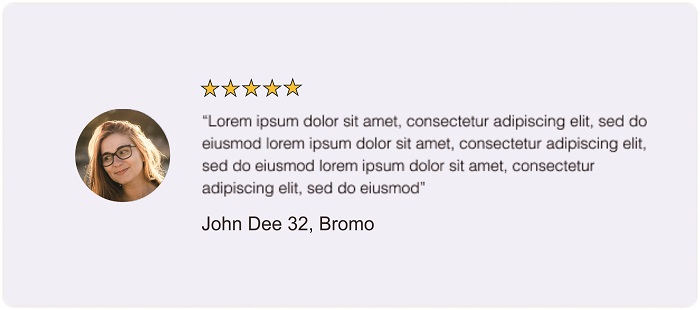 “Lorem ipsum dolor sit amet, consectetur adipiscing elit, sed do
eiusmod lorem ipsum dolor sit amet, consectetur adipiscing elit,
sed do eiusmod lorem ipsum dolor sit amet, consectetur
adipiscing elit, sed do eiusmod”
John Dee 32, Bromo